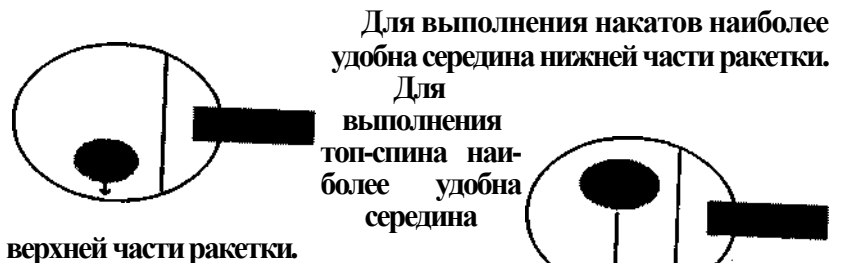 Для выполнения накатов наиболее
удобна середина нижней части ракетки.
Для
выполнения
топ-спина наи-
более удобна
середина
верхней части ракетки.